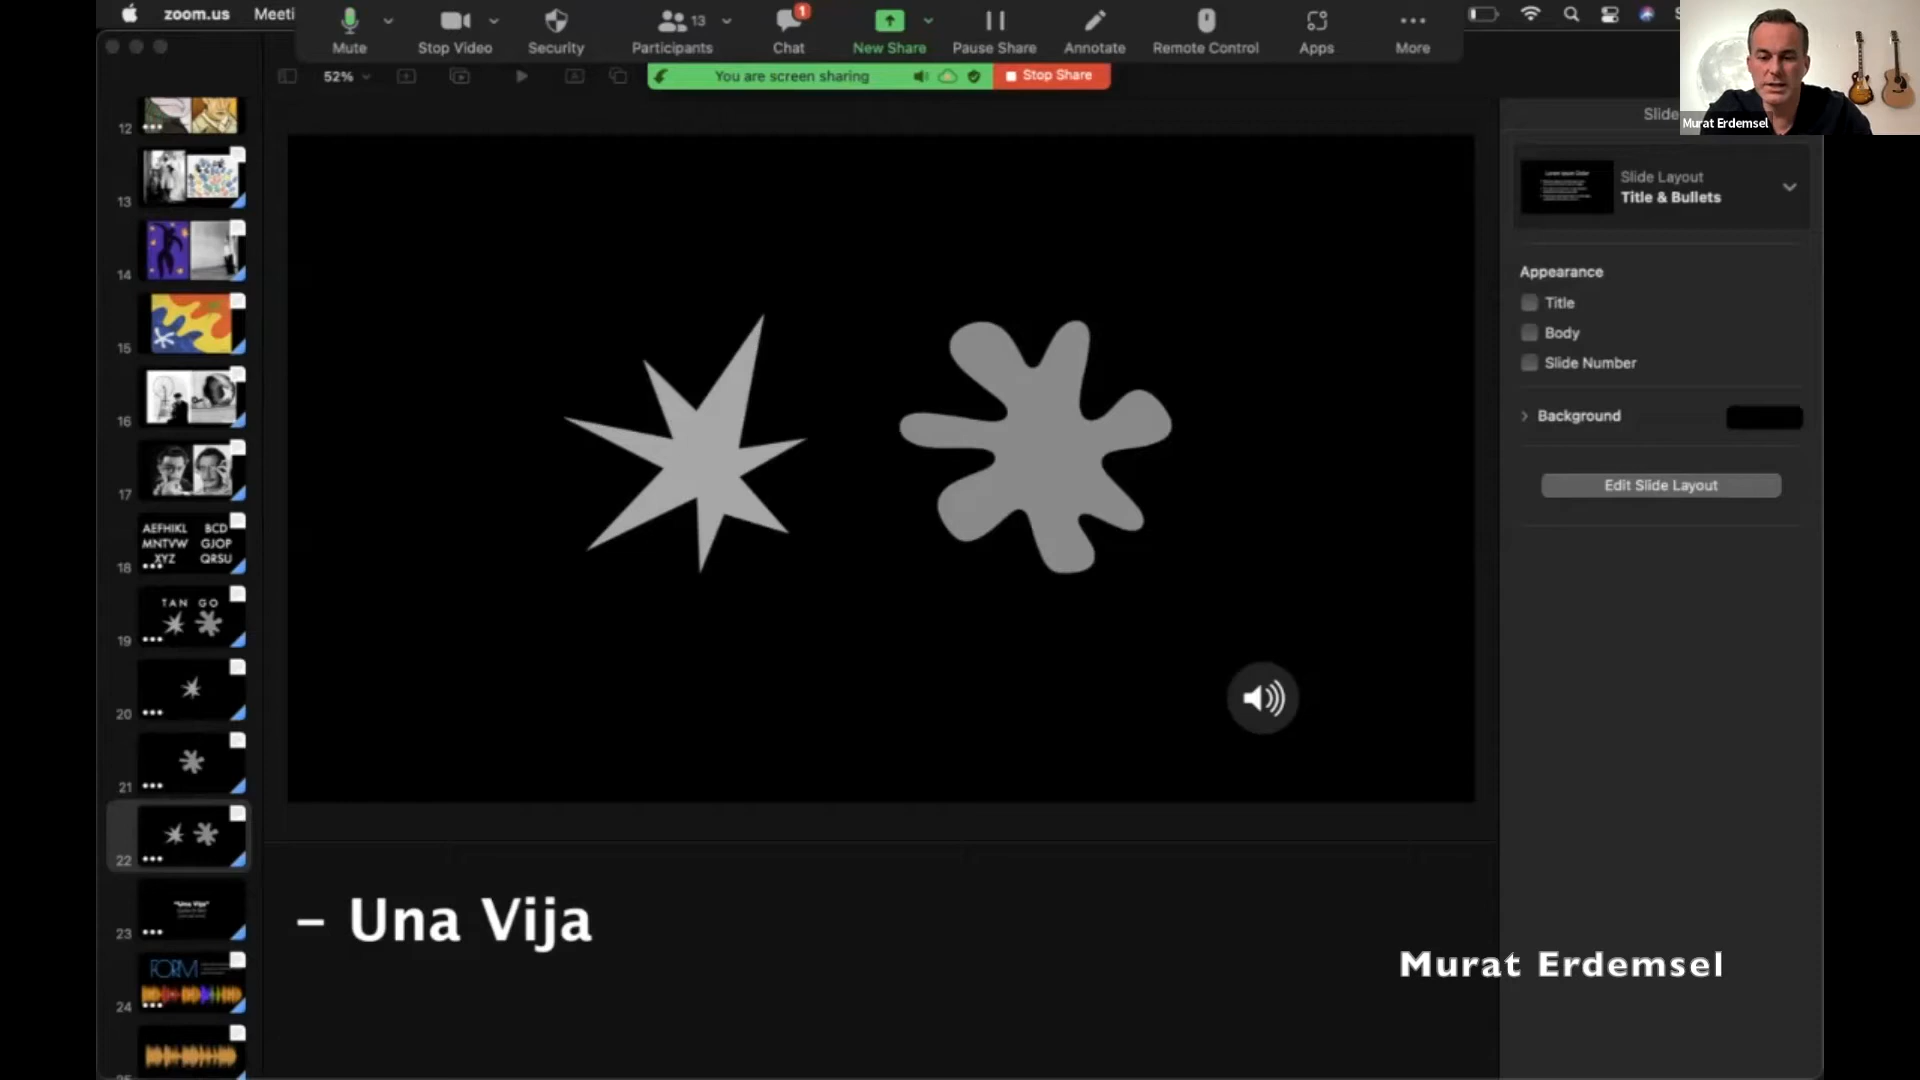 zoom.us Meeti
Mute
Stop Video
Security
13
Participants
1
Chat
New Share
Pause Share
Annotate
Remote Control
Apps
More
52%
You are screen sharing
Stop Share
Murat Erdemsel
Slide
Slide Layout
Title & Bullets
Appearance
Title
Body
Slide Number
Background
Edit Slide Layout
12
13
14
15
16
17
AEFHIKL BCD
MNTVW GJOP
XYZ QRSU
18
TAN GO
19
20
21
22
"Una Vija"
23
FORM
24
– Una Vija
Murat Erdemsel